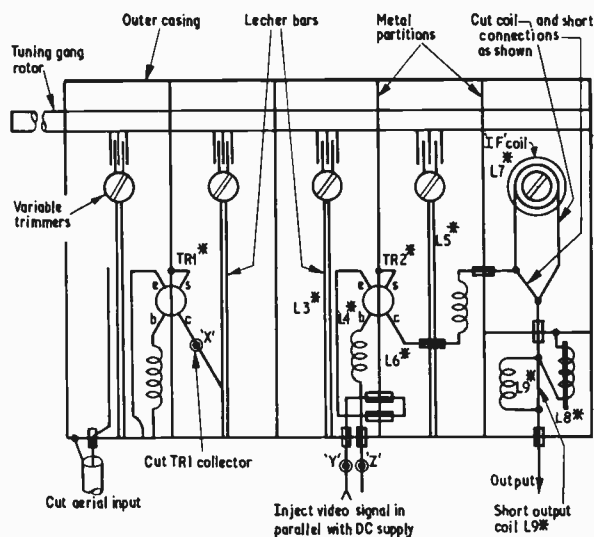 Outer casing
Lecher bars
Metal
partitions
Cut coil and short
connections
as shown
Tuning gang
rotor
IF' coil
L7*
Variable
trimmers
TR1*
e
s
b
c
'X'
L3*
TR2*
e
s
b
c
L4*
L5*
L6*
L9*
L8*
Cut TR1 collector
'Y'
'Z'
Cut aerial input
Inject video signal in
parallel with DC supply
Output
Short output
coil L9*